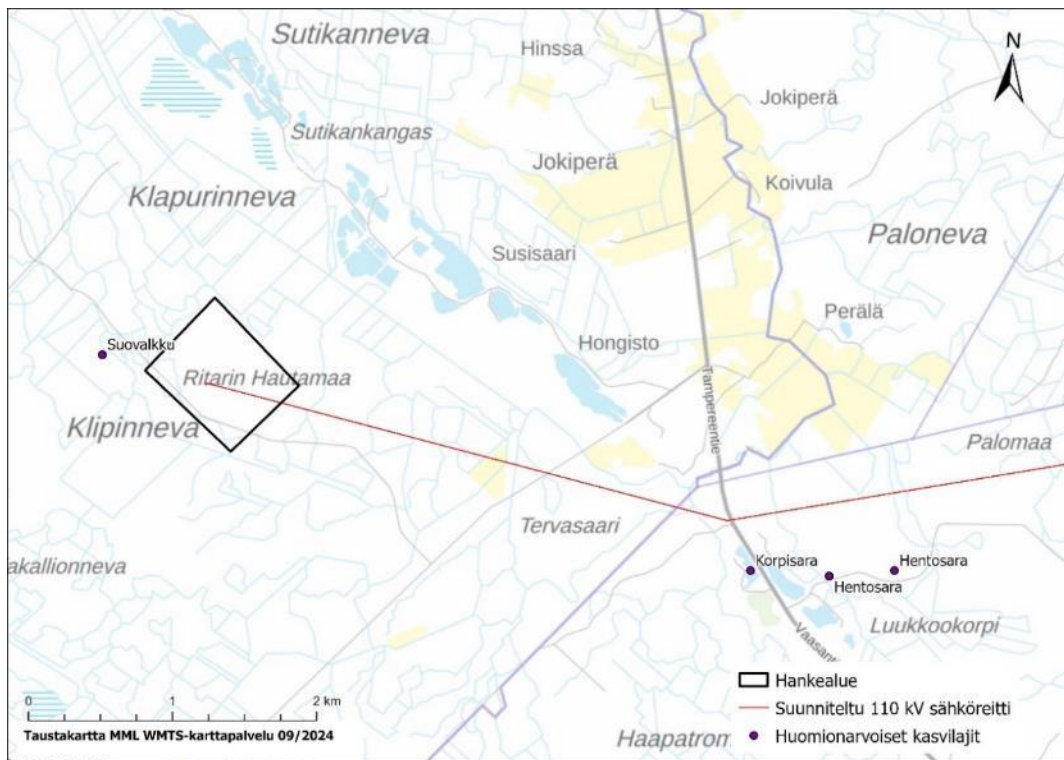 Sutikanneva
Hinssa
N
Jokiperä
Sutikankangas
Jokiperä
Klapurinneva
Koivula
Susisaari
Paloneva
Perälä
Suovalkku
Hongisto
Ritarin Hautamaa
Tampereentie
Klipinneva
Palomaa
Tervasaari
akallionneva
Korpisara
Hentosara
Hentosara
Luukkookorpi
Vaasant
Hankealue
0 1 2 km
Suunniteltu 110 kV sähköreitti
Taustakartta MML WMTS-karttapalvelu 09/2024
Haapatrom
Huomionarvoiset kasvilajit